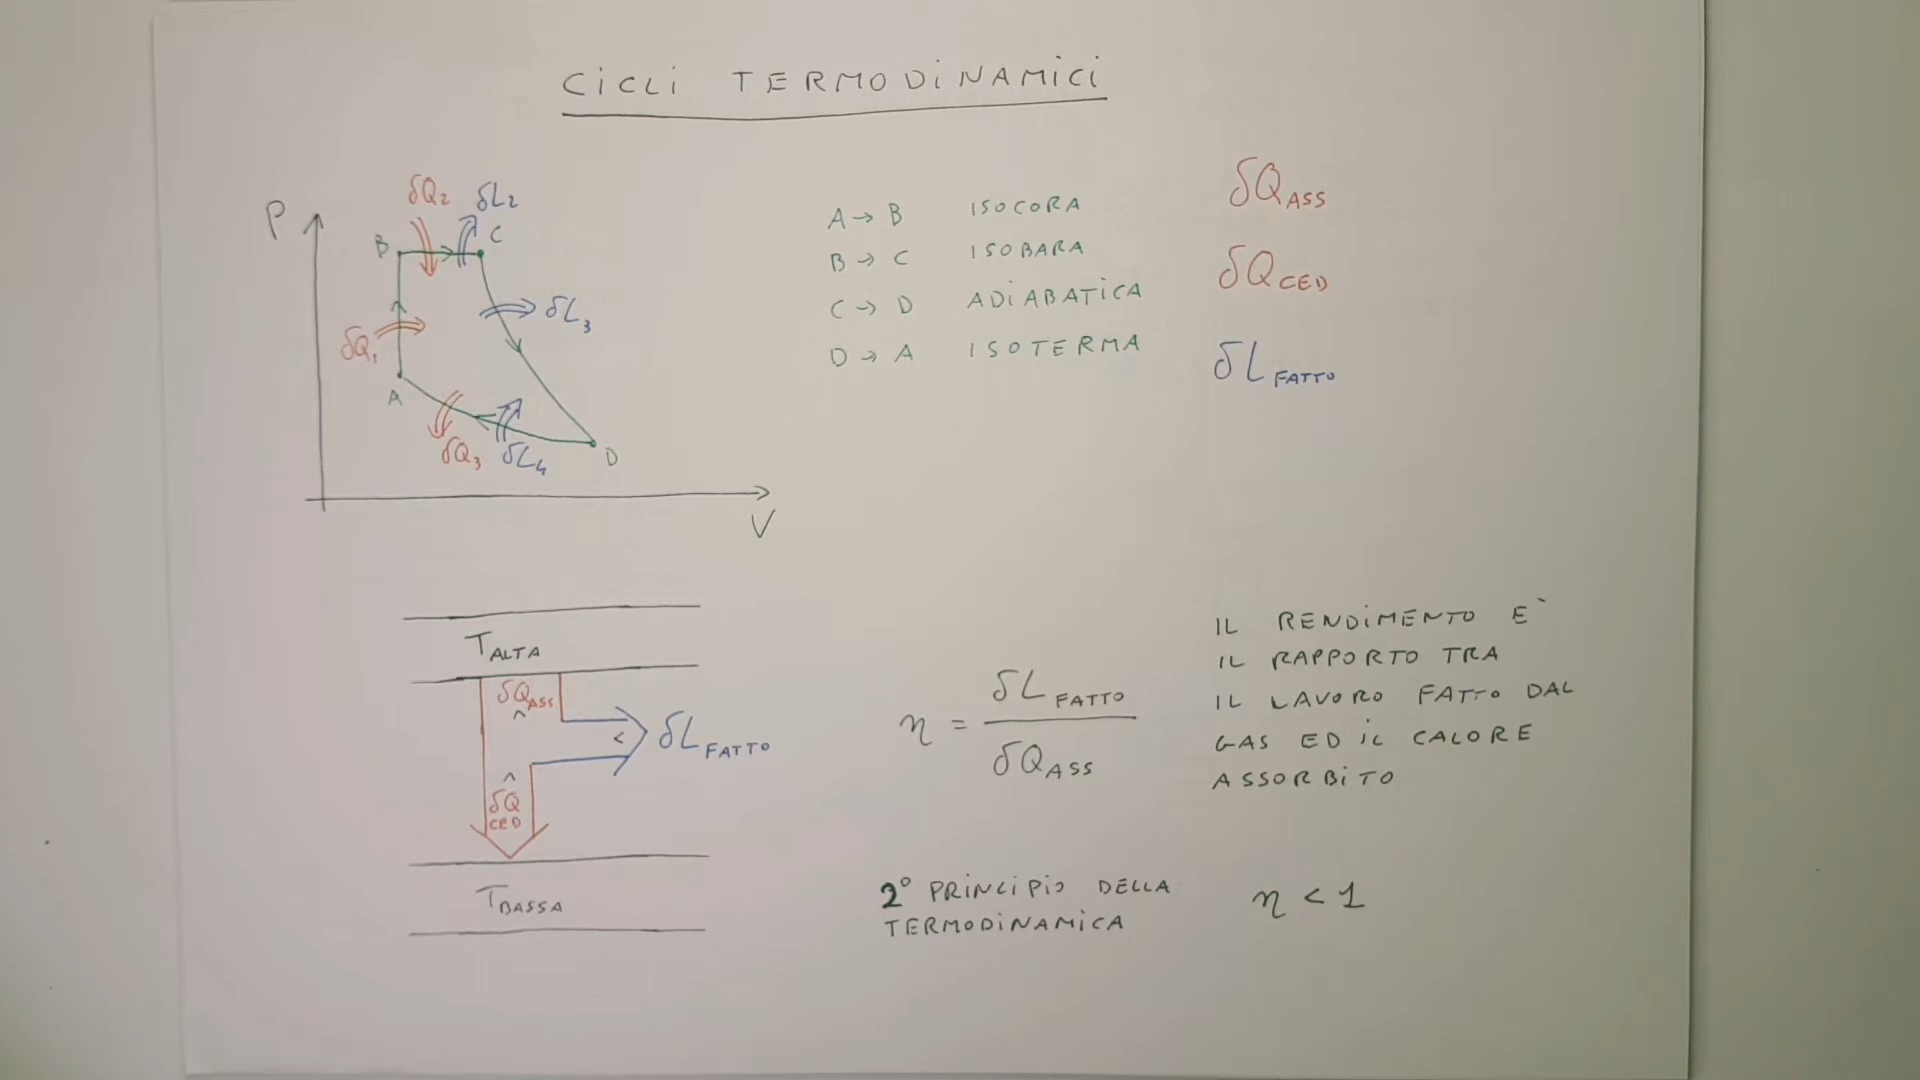 CICLI TERMODINAMICI
P
δQ2
δL2
B
C
δL3
δQ1
A
δQ3
δL4
D
V
A → B ISOCORA
B → C ISOBARA
C → D ADIABATICA
D → A ISOTERMA
δQASS
δQCED
δLFATTO
TALTA
δQASS
^
< δLFATTO
^
δQ
CED
TBASSA
η = δLFATTO
δQASS
IL RENDIMENTO E`
IL RAPPORTO TRA
IL LAVORO FATTO DAL
GAS ED IL CALORE
ASSORBITO
2° PRINCIPIO DELLA
TERMODINAMICA
η < 1